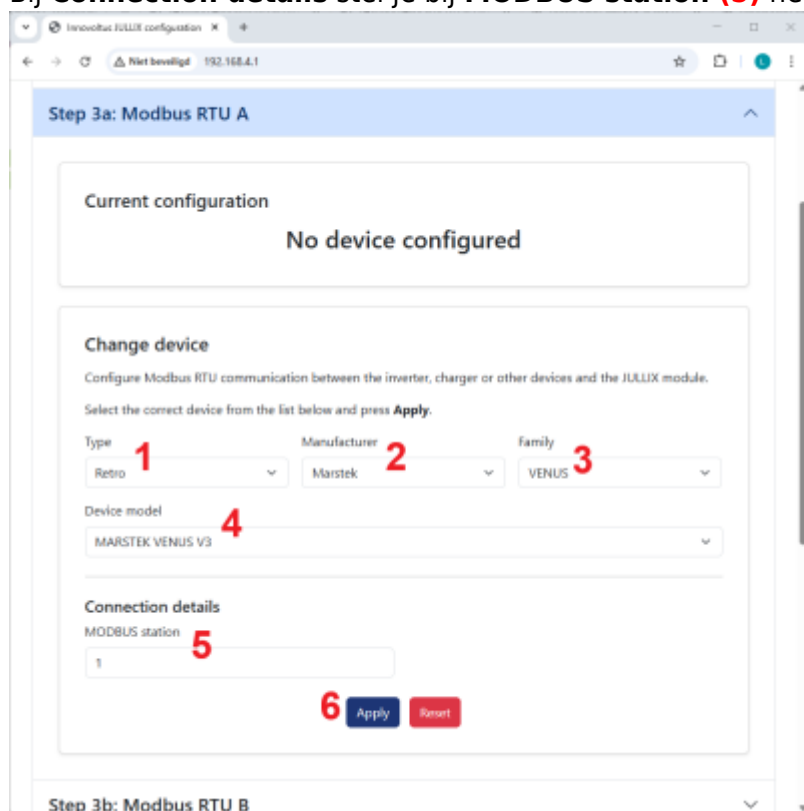 Bij Connection details stel je bij MODBUS station (5)
Innovoltus JULLIX configuration
Niet beveiligd 192.168.4.1
L
Step 3a: Modbus RTU A
Current configuration
No device configured
Change device
Configure Modbus RTU communication between the inverter, charger or other devices and the JULLIX module.
Select the correct device from the list below and press Apply.
Type Manufacturer Family
1 2 3
Retro Marstek VENUS
Device model
4
MARSTEK VENUS V3
Connection details
MODBUS station
5
1
6 Apply Reset
Step 3b: Modbus RTU B